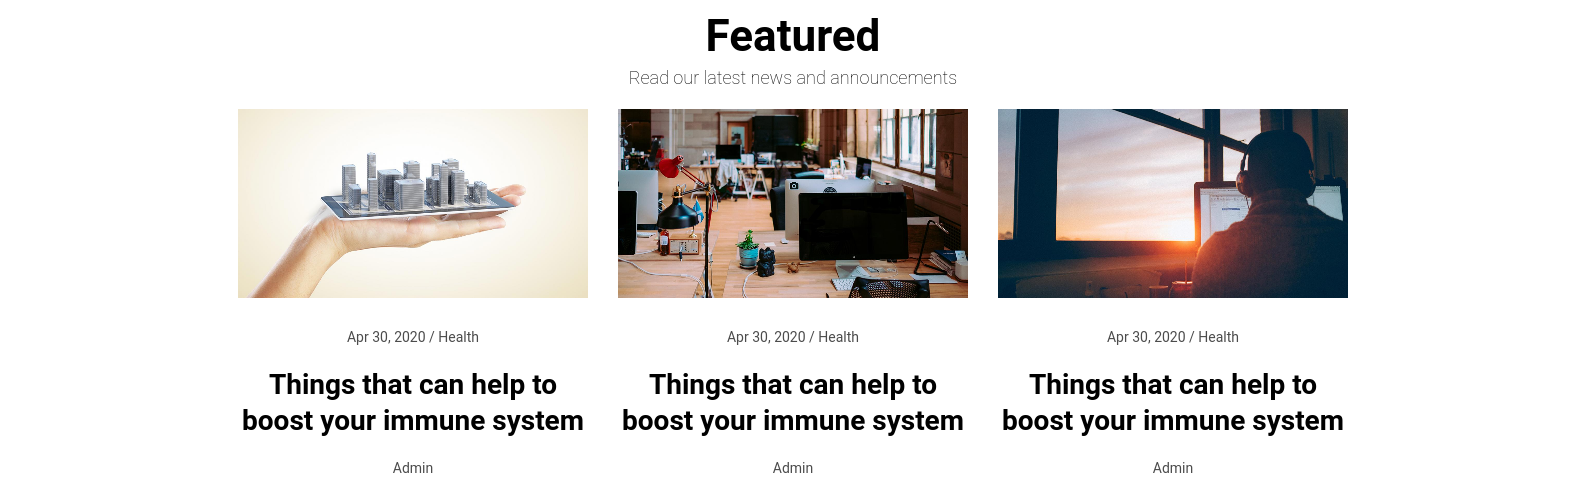 Featured
Read our latest news and announcements
Apr 30, 2020 / Health
Things that can help to
boost your immune system
Admin
Apr 30, 2020 / Health
Things that can help to
boost your immune system
Admin
Apr 30, 2020 / Health
Things that can help to
boost your immune system
Admin